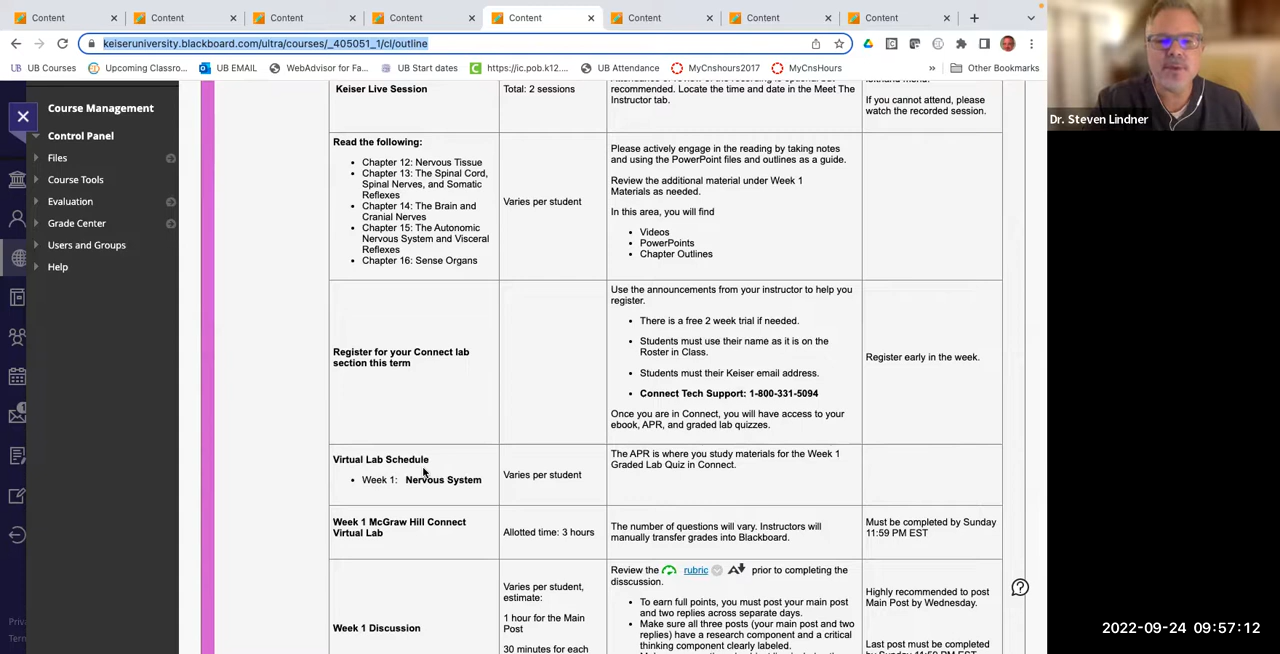 Content
Content
Content
Content
Content
Content
Content
Content
keiseruniversity.blackboard.com/ultra/courses/_405051_1/cl/outline
UB Courses
Upcoming Classro...
UB EMAIL
WebAdvisor for Fa...
UB Start dates
https://ic.pob.k12....
UB Attendance
MyCnshours2017
MyCnsHours
»
Other Bookmarks
Course Management
Control Panel
Files
Course Tools
Evaluation
Grade Center
Users and Groups
Help
Priva
Term
Keiser Live Session
Total: 2 sessions
recommended. Locate the time and date in the Meet The
Instructor tab.
If you cannot attend, please
watch the recorded session.
Read the following:
• Chapter 12: Nervous Tissue
• Chapter 13: The Spinal Cord,
Spinal Nerves, and Somatic
Reflexes
• Chapter 14: The Brain and
Cranial Nerves
• Chapter 15: The Autonomic
Nervous System and Visceral
Reflexes
• Chapter 16: Sense Organs
Varies per student
Please actively engage in the reading by taking notes
and using the PowerPoint files and outlines as a guide.
Review the additional material under Week 1
Materials as needed.
In this area, you will find
• Videos
• PowerPoints
• Chapter Outlines
Register for your Connect lab
section this term
Use the announcements from your instructor to help you
register.
• There is a free 2 week trial if needed.
• Students must use their name as it is on the
Roster in Class.
• Students must their Keiser email address.
• Connect Tech Support: 1-800-331-5094
Once you are in Connect, you will have access to your
ebook, APR, and graded lab quizzes.
Register early in the week.
Virtual Lab Schedule
• Week 1: Nervous System
Varies per student
The APR is where you study materials for the Week 1
Graded Lab Quiz in Connect.
Week 1 McGraw Hill Connect
Virtual Lab
Allotted time: 3 hours
The number of questions will vary. Instructors will
manually transfer grades into Blackboard.
Must be completed by Sunday
11:59 PM EST
Week 1 Discussion
Varies per student,
estimate:
1 hour for the Main
Post
30 minutes for each
Review the rubric prior to completing the
disscussion.
• To earn full points, you must post your main post
and two replies across separate days.
• Make sure all three posts (your main post and two
replies) have a research component and a critical
thinking component clearly labeled.
Highly recommended to post
Main Post by Wednesday.
Last post must be completed
Dr. Steven Lindner
2022-09-24 09:57:12